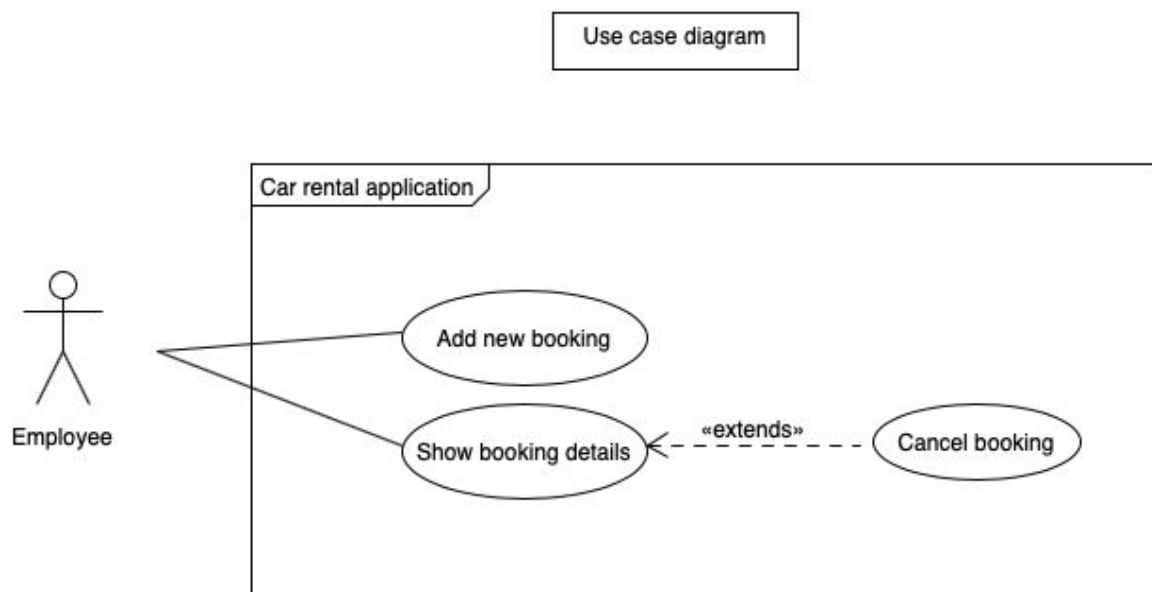 Use case diagram
Car rental application
Add new booking
Employee
«extends»
Show booking details
Cancel booking